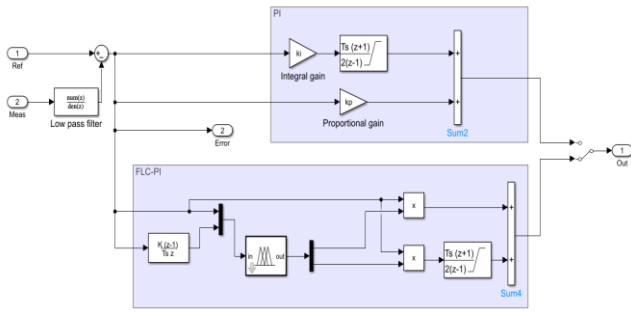 PI
1
Ref
+
-
ki
Integral gain
Ts (z+1)
2(z-1)
+
2
Meas
num(z)
den(z)
Low pass filter
kp
Proportional gain
+
Sum2
2
Error
1
Out
FLC-PI
x
+
K (z-1)
Ts z
in
out
x
Ts (z+1)
2(z-1)
+
Sum4